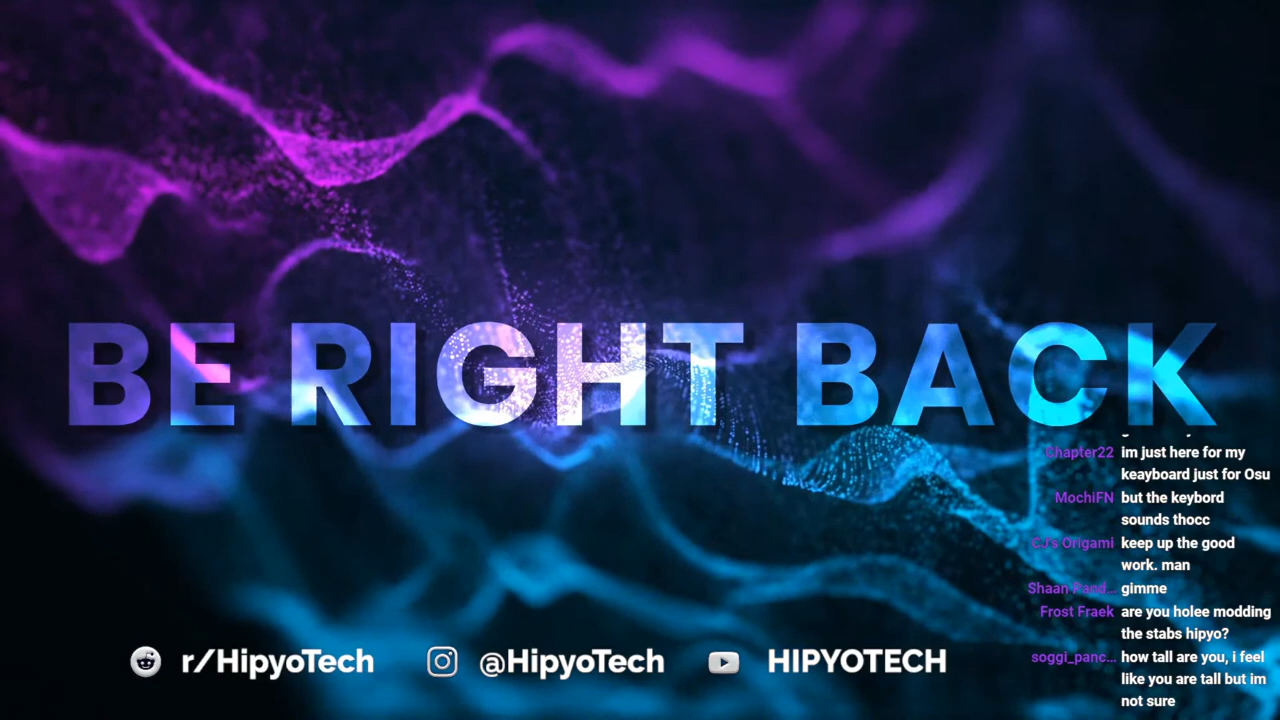 BE RIGHT BACK
Chapter22 im just here for my
keayboard just for Osu
MochiFN but the keybord
sounds thocc
CJ's Origami keep up the good
work. man
Shaan Pand... gimme
Frost Fraek are you holee modding
the stabs hipyo?
soggi_panc... how tall are you, i feel
like you are tall but im
not sure
r/HipyoTech @HipyoTech HIPYOTECH